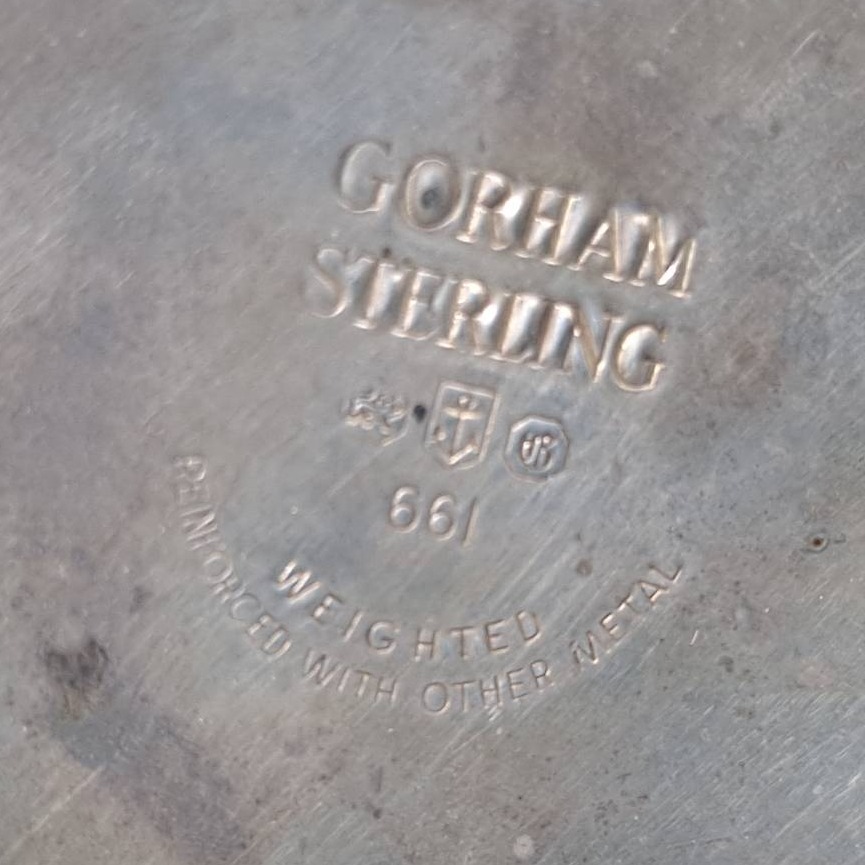 GORHAM
STERLING
661
WEIGHTED
REINFORCED WITH OTHER METAL